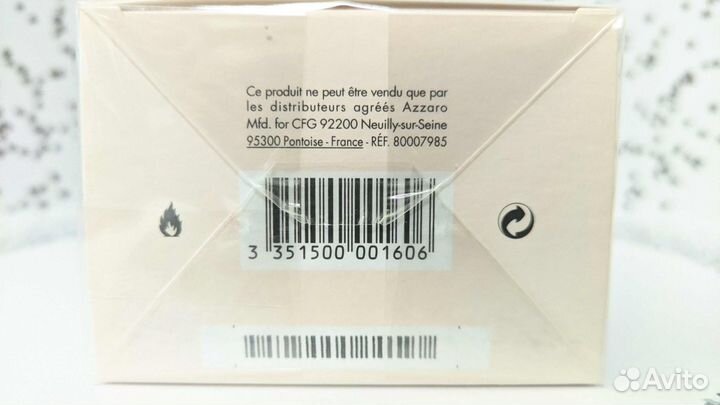 Ce produit ne peut être vendu que par
les distributeurs agréés Azzaro
Mfd. for CFG 92200 Neuilly-sur-Seine
95300 Pontoise - France - RÉF. 80007985
3 351500 001606
Avito